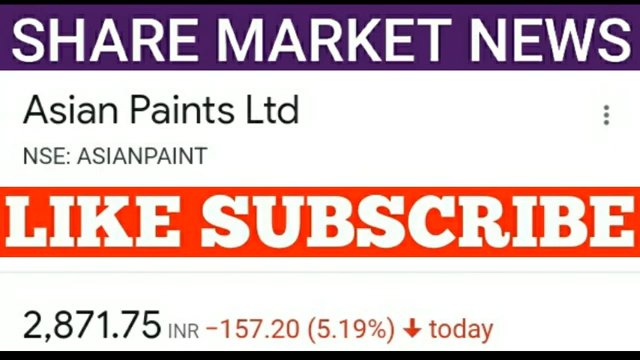 SHARE MARKET NEWS
Asian Paints Ltd
NSE: ASIANPAINT
LIKE SUBSCRIBE
2,871.75 INR −157.20 (5.19%) ↓ today